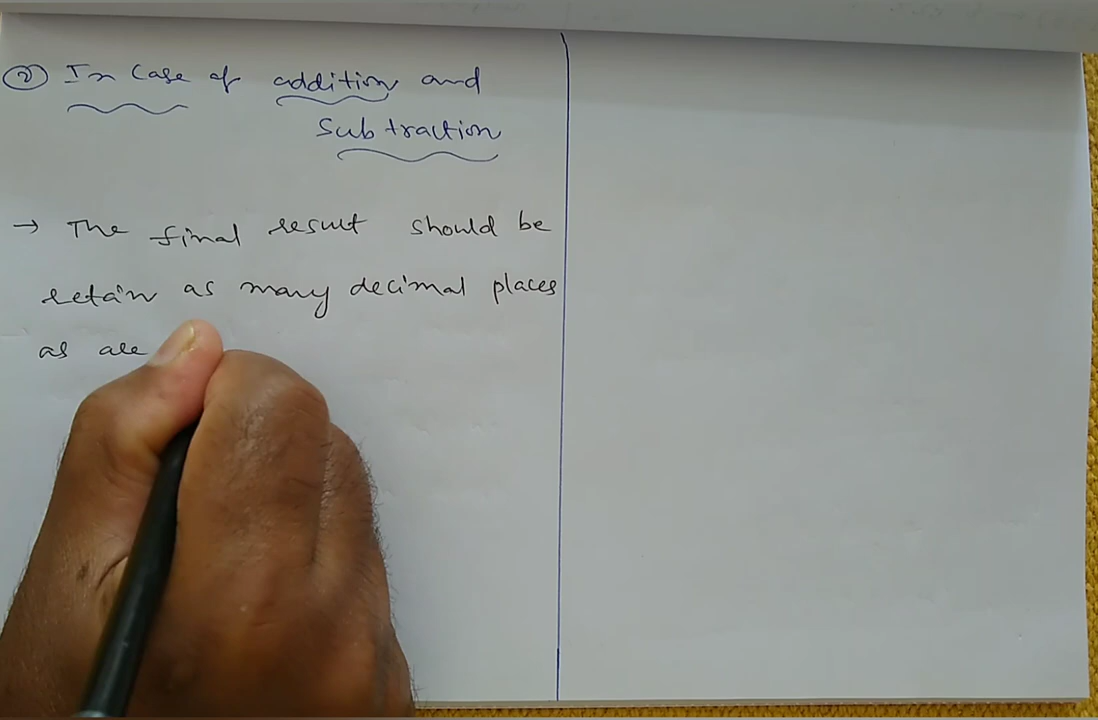 ② In Case of addition and
Subtraction
→ The final result should be
retain as many decimal places
as are